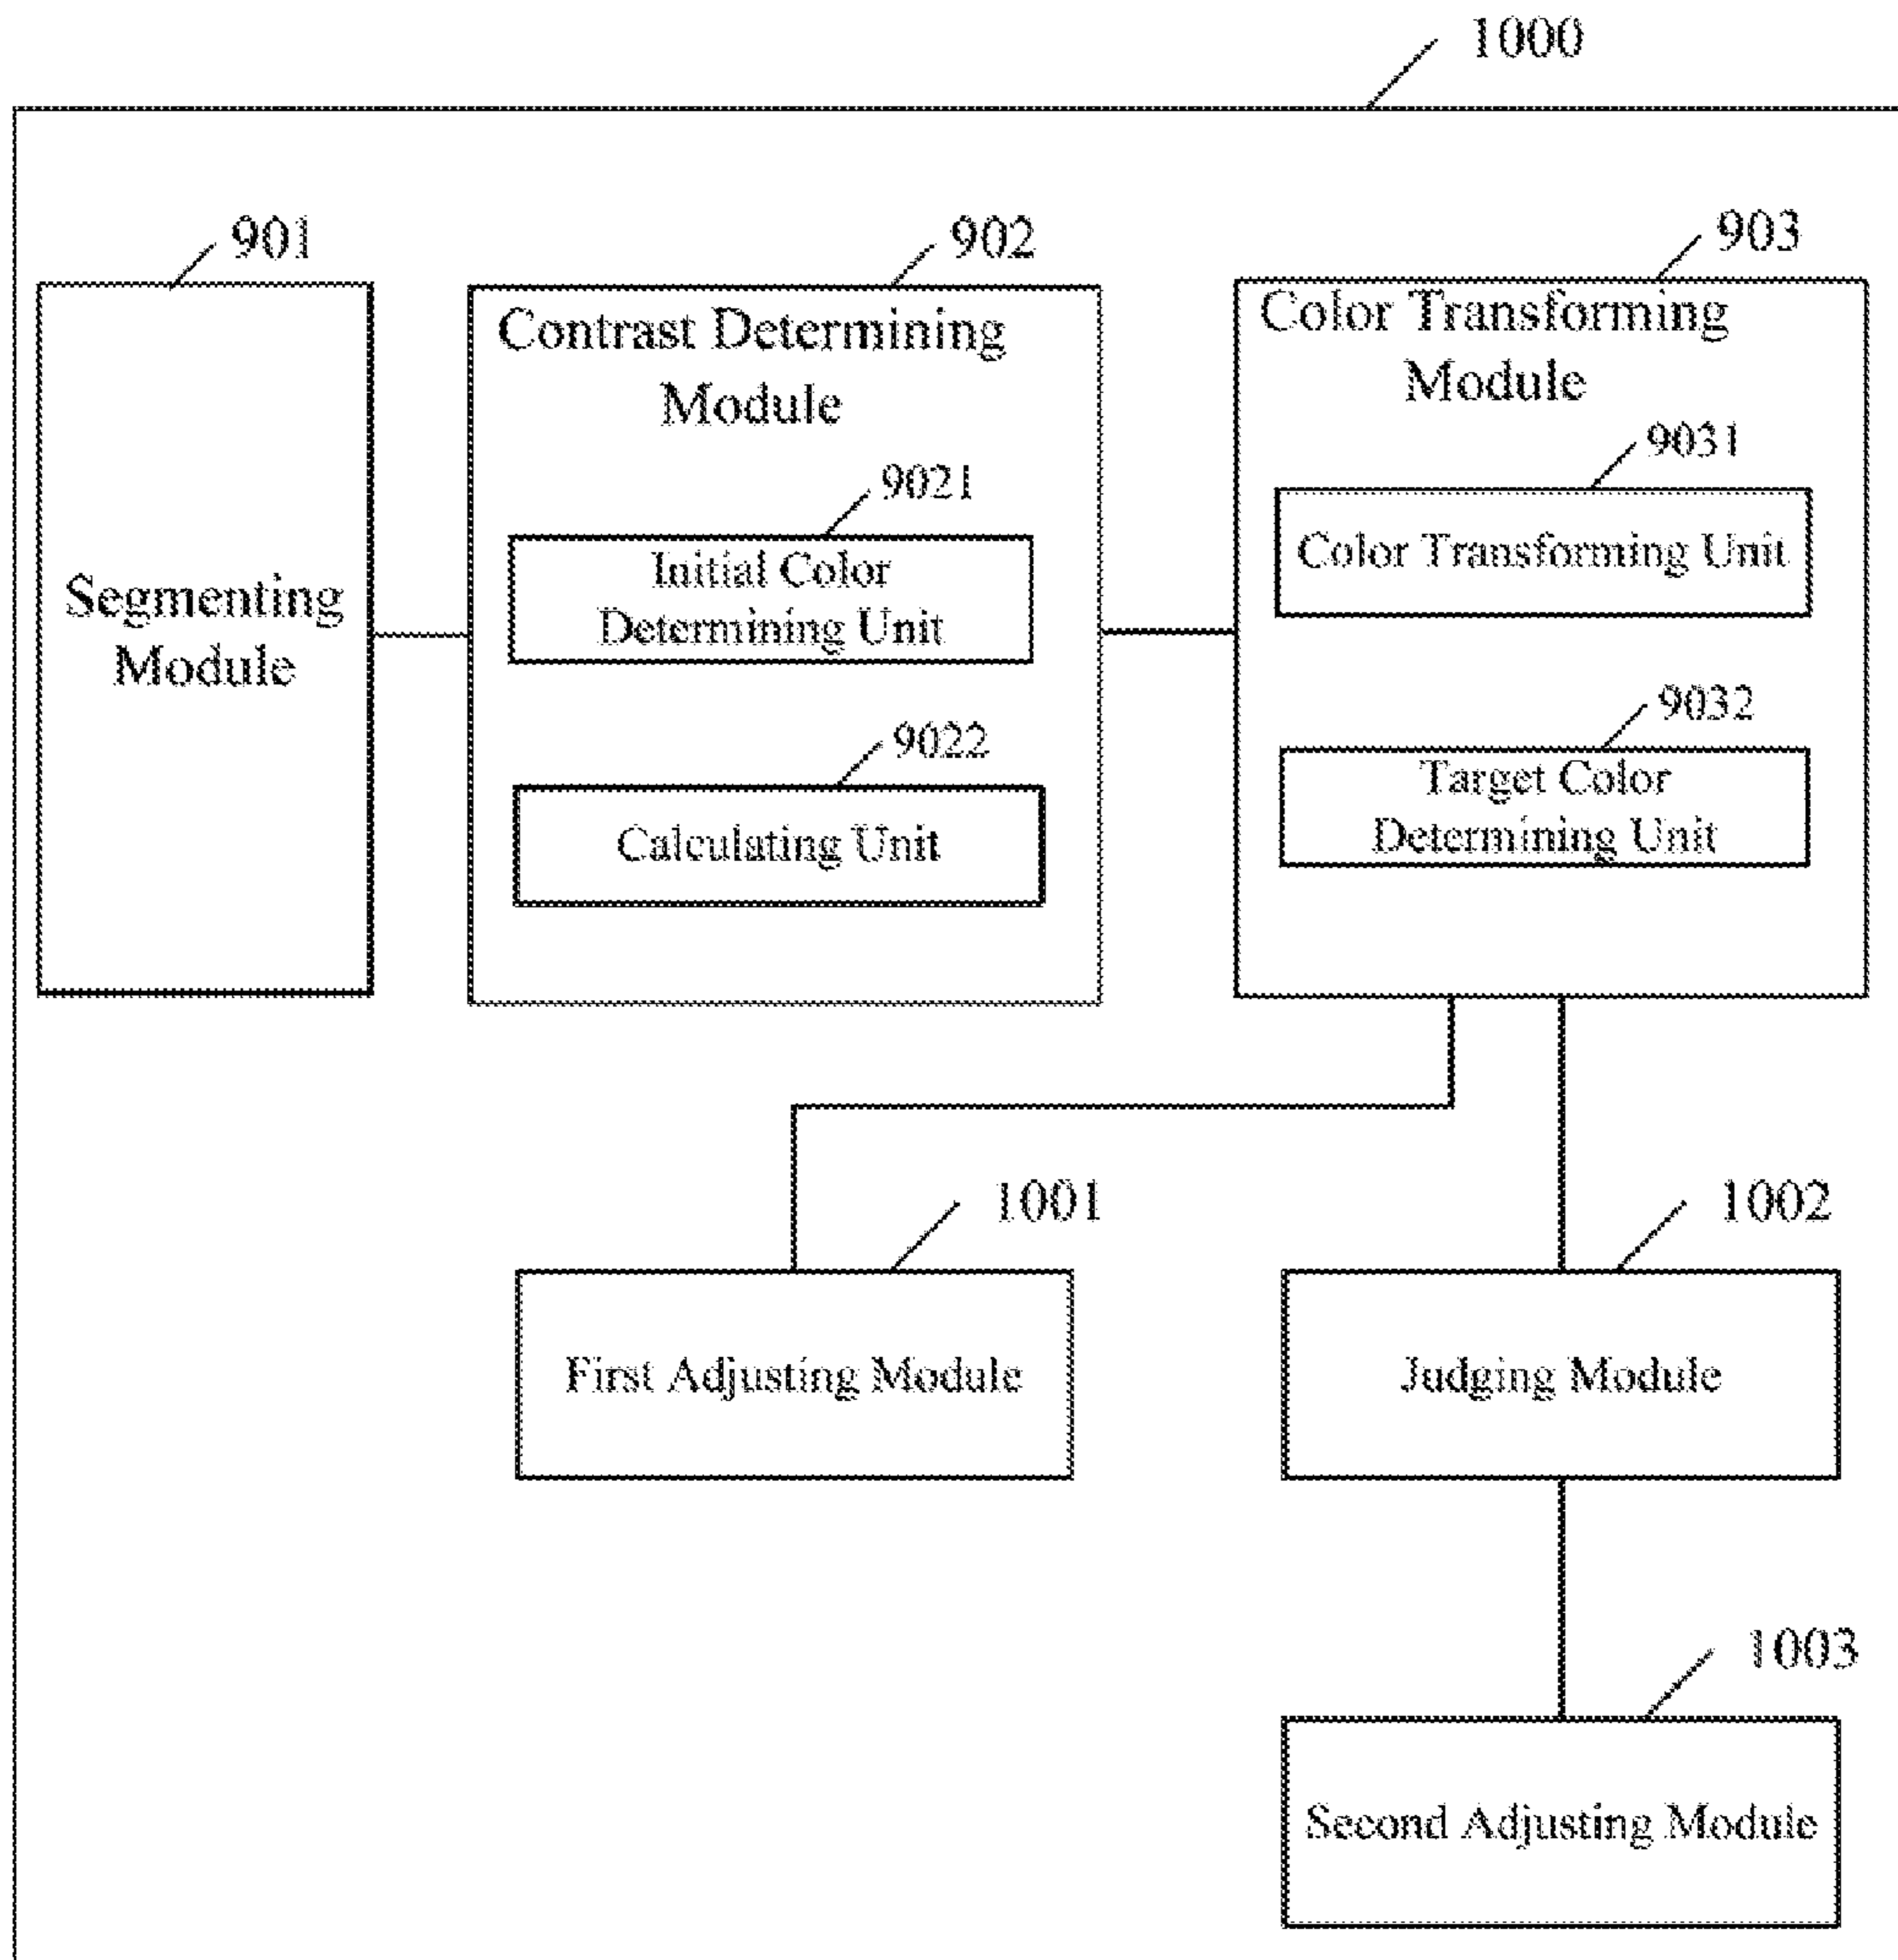 1000
901
902
903
Segmenting
Module
Contrast Determining
Module
9021
Initial Color
Determining Unit
9022
Calculating Unit
Color Transforming
Module
9031
Color Transforming Unit
9032
Target Color
Determining Unit
1001
First Adjusting Module
1002
Judging Module
1003
Second Adjusting Module